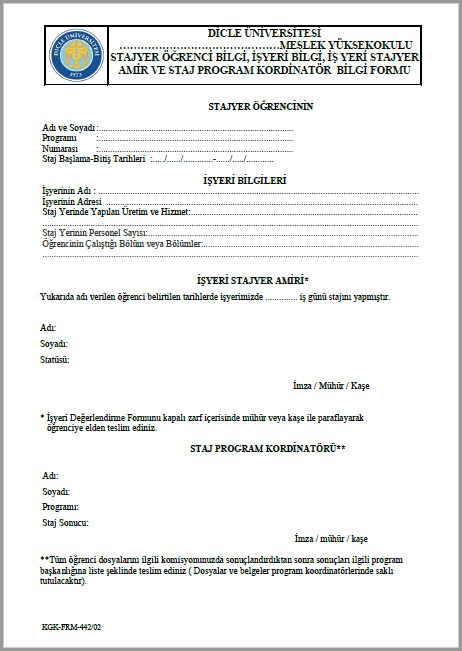 DİCLE ÜNİVERSİTESİ
1973
DİCLE ÜNİVERSİTESİ
................................................MESLEK YÜKSEKOKULU
STAJYER ÖĞRENCİ BİLGİ, İŞYERİ BİLGİ, İŞ YERİ STAJYER
AMİR VE STAJ PROGRAM KORDİNATÖR BİLGİ FORMU
STAJYER ÖĞRENCİNİN
Adı ve Soyadı:....................................................................................
Programı :....................................................................................
Numarası :....................................................................................
Staj Başlama-Bitiş Tarihleri :...../....../.............-....../...../............
İŞYERİ BİLGİLERİ
İşyerinin Adı : ..........................................................................................................................
İşyerinin Adresi ..........................................................................................................................
Staj Yerinde Yapılan Üretim ve Hizmet:....................................................................................
..........................................................................................................................................
Staj Yerinin Personel Sayısı:....................................................................................................
Öğrencinin Çalıştığı Bölüm veya Bölümler:...............................................................................
..........................................................................................................................................
İŞYERİ STAJYER AMİRİ*
Yukarıda adı verilen öğrenci belirtilen tarihlerde işyerimizde .............. iş günü stajını yapmıştır.
Adı:
Soyadı:
Statüsü:
İmza / Mühür / Kaşe
* İşyeri Değerlendirme Formunu kapalı zarf içerisinde mühür veya kaşe ile paraflayarak
öğrenciye elden teslim ediniz.
STAJ PROGRAM KORDİNATÖRÜ**
Adı:
Soyadı:
Programı:
Staj Sonucu:
İmza / mühür / kaşe
**Tüm öğrenci dosyalarını ilgili komisyonunuzda sonuçlandırdıktan sonra sonuçları ilgili program
başkanlığına liste şeklinde teslim ediniz ( Dosyalar ve belgeler program koordinatörlerinde saklı
tutulacaktır).
KGK-FRM-442/02